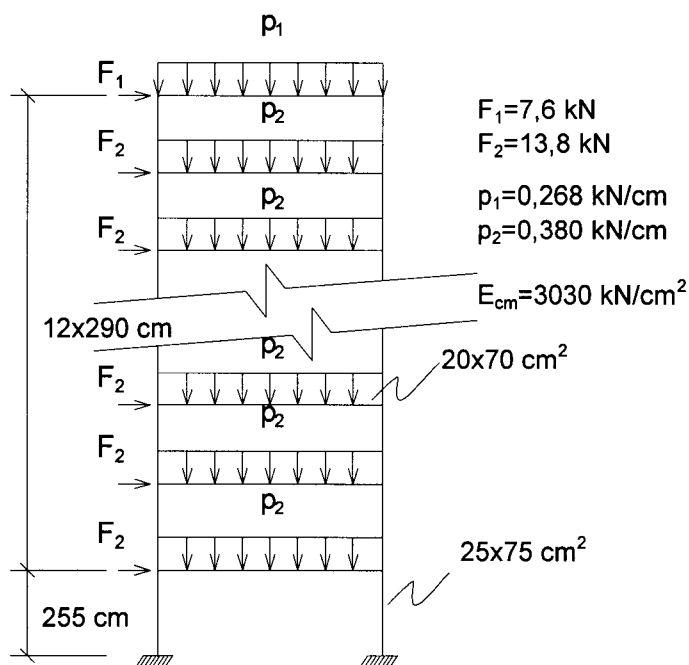 p₁
F₁
p₂
F₁=7,6 kN
F₂=13,8 kN
F₂
p₂
p₁=0,268 kN/cm
p₂=0,380 kN/cm
F₂
E_cm=3030 kN/cm²
12x290 cm
p₂
20x70 cm²
F₂
p₂
F₂
p₂
F₂
25x75 cm²
255 cm